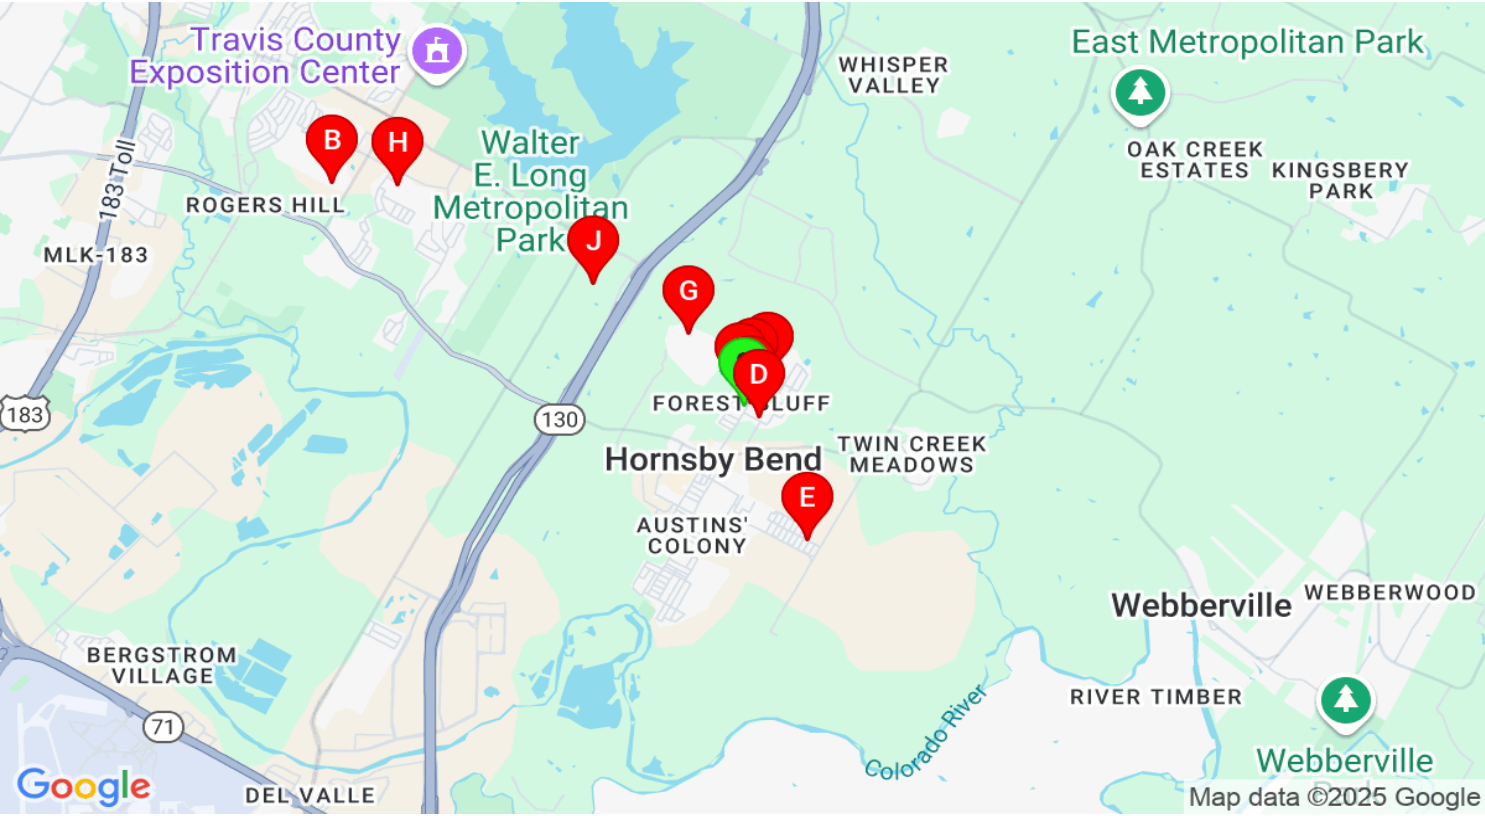 Travis County
Exposition Center
East Metropolitan Park
WHISPER
VALLEY
B
H
Walter
E. Long
Metropolitan
Park
OAK CREEK
ESTATES
KINGSBERY
PARK
183 Toll
ROGERS HILL
MLK-183
J
G
D
183
130
FOREST BLUFF
Hornsby Bend
TWIN CREEK
MEADOWS
E
AUSTINS'
COLONY
Webberville
WEBBERWOOD
BERGSTROM
VILLAGE
RIVER TIMBER
71
Colorado River
Webberville
Park
Google
DEL VALLE
Map data ©2025 Google